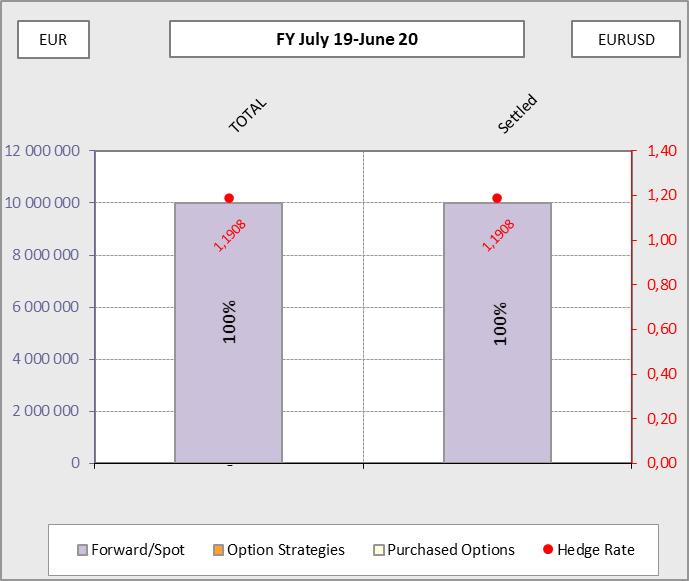 EUR
FY July 19-June 20
EURUSD
TOTAL
Settled
12 000 000
10 000 000
8 000 000
6 000 000
4 000 000
2 000 000
0
1,40
1,20
1,00
0,80
0,60
0,40
0,20
0,00
1,1908
1,1908
100%
100%
-
Forward/Spot
Option Strategies
Purchased Options
Hedge Rate